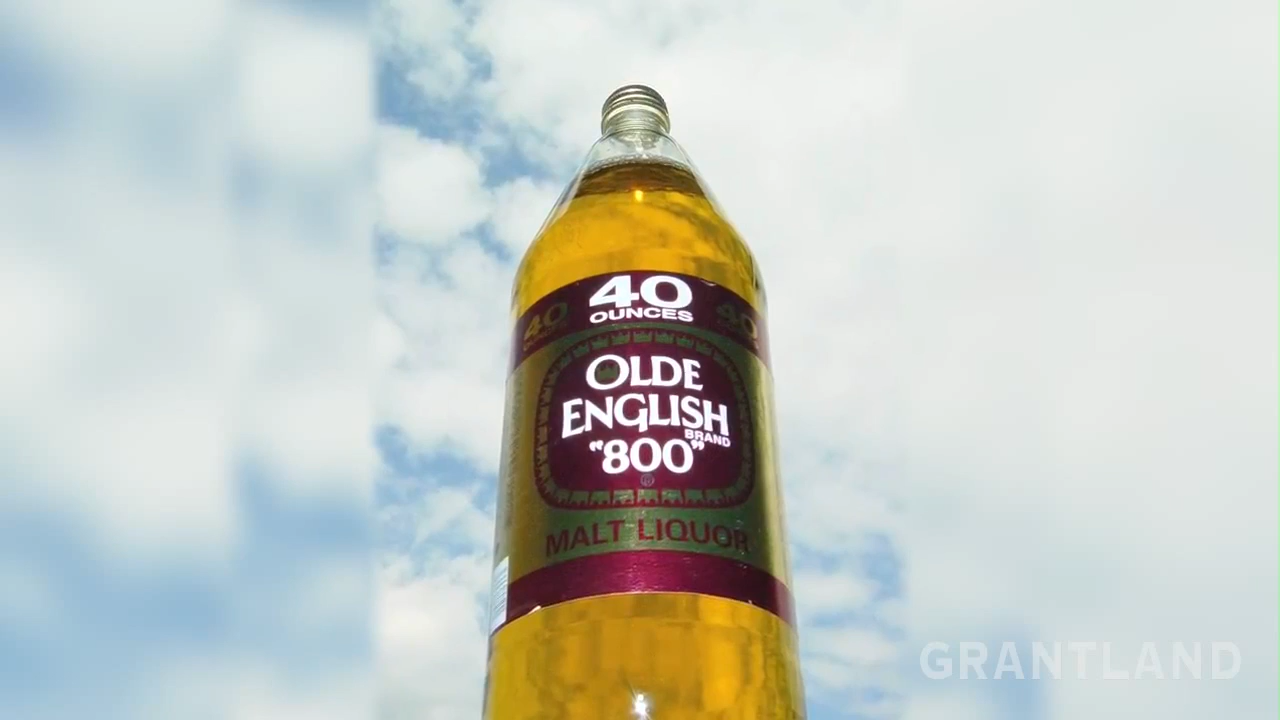 40
OUNCES
40
40
OLDE
ENGLISH
BRAND
“800”
®
MALT LIQUOR
GRANTLAND